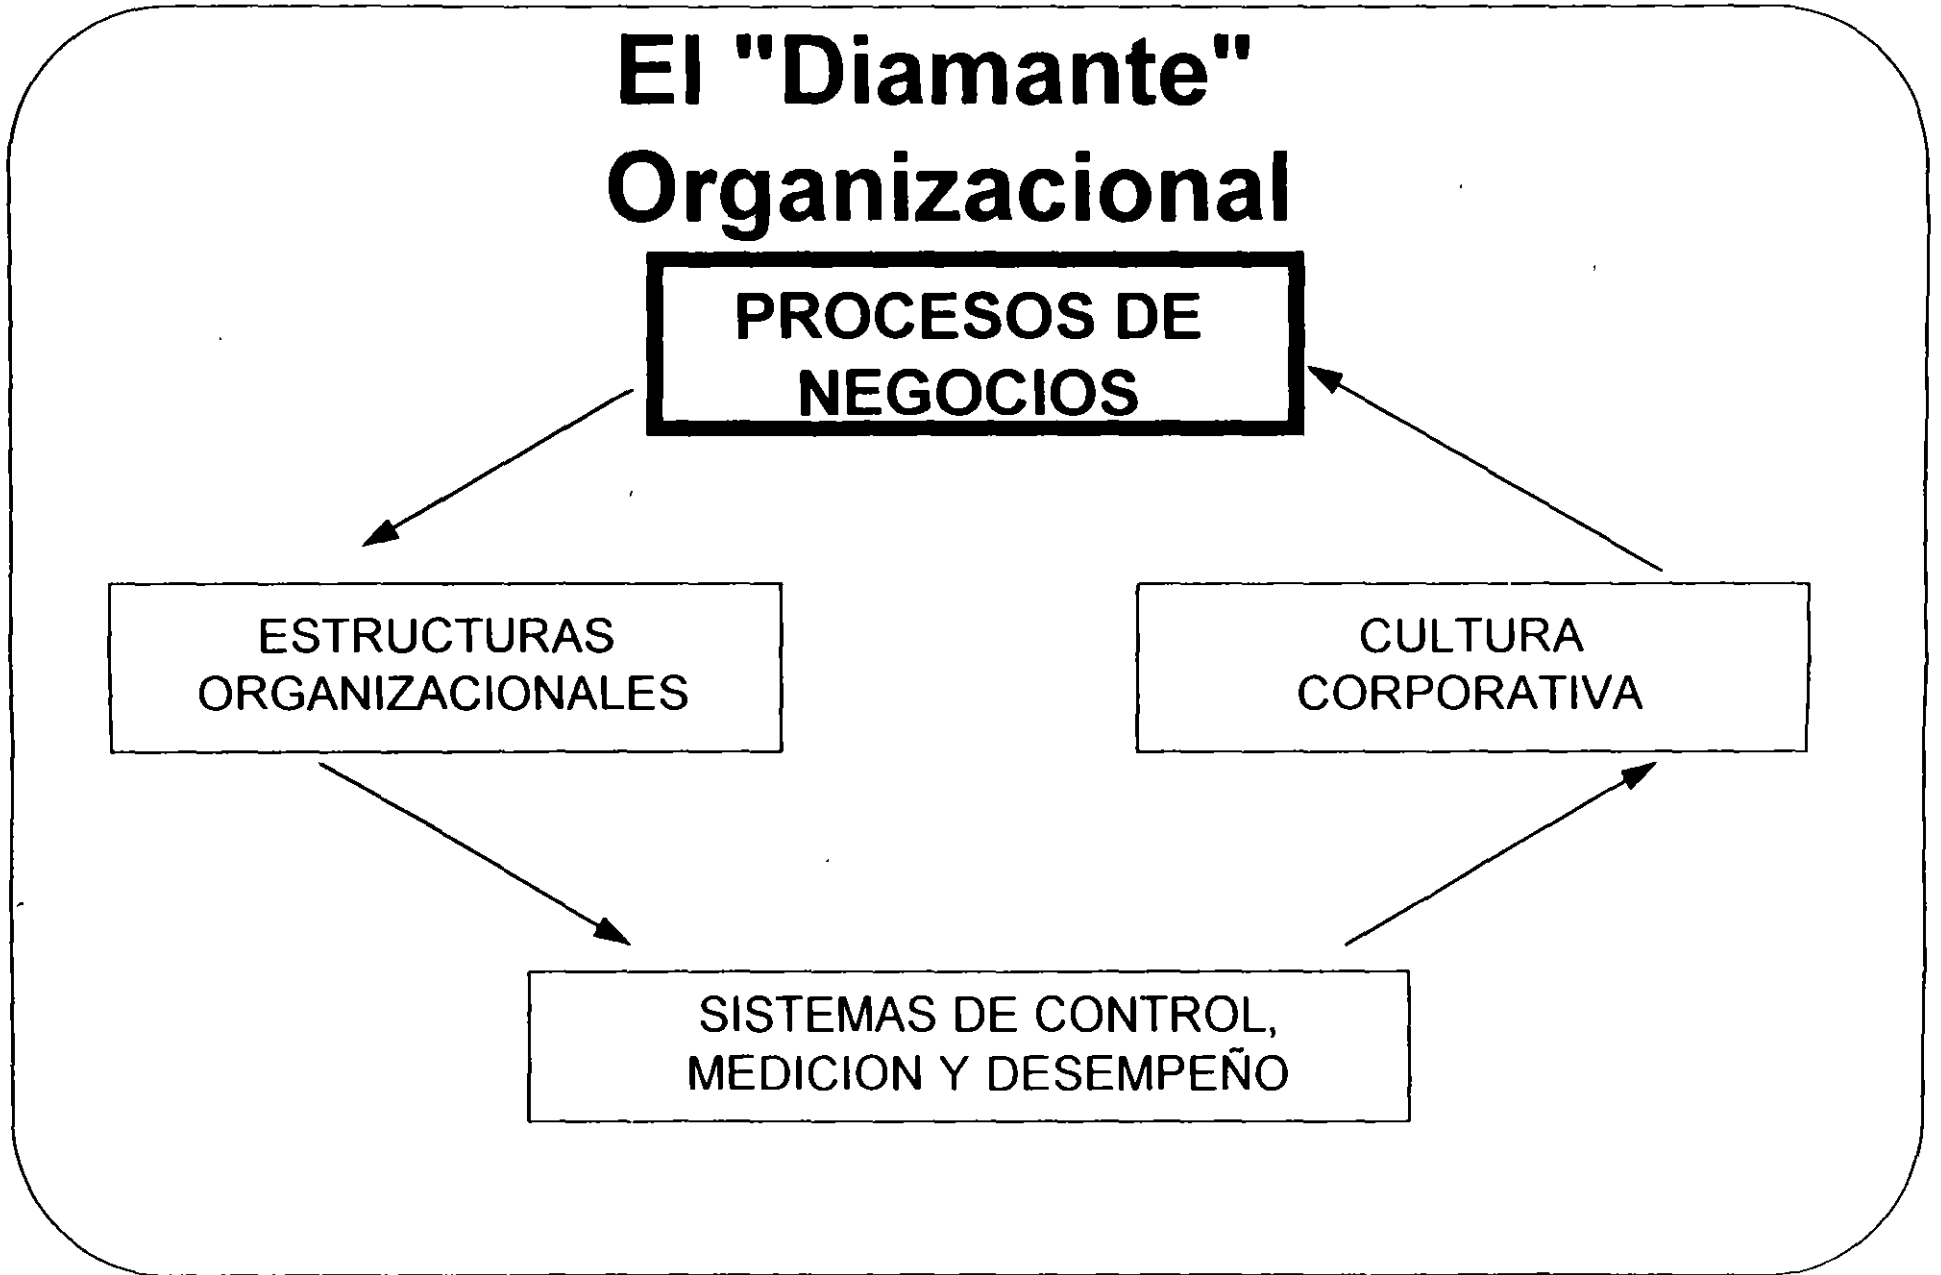 El "Diamante"
Organizacional
PROCESOS DE
NEGOCIOS
ESTRUCTURAS
ORGANIZACIONALES
CULTURA
CORPORATIVA
SISTEMAS DE CONTROL,
MEDICION Y DESEMPEÑO